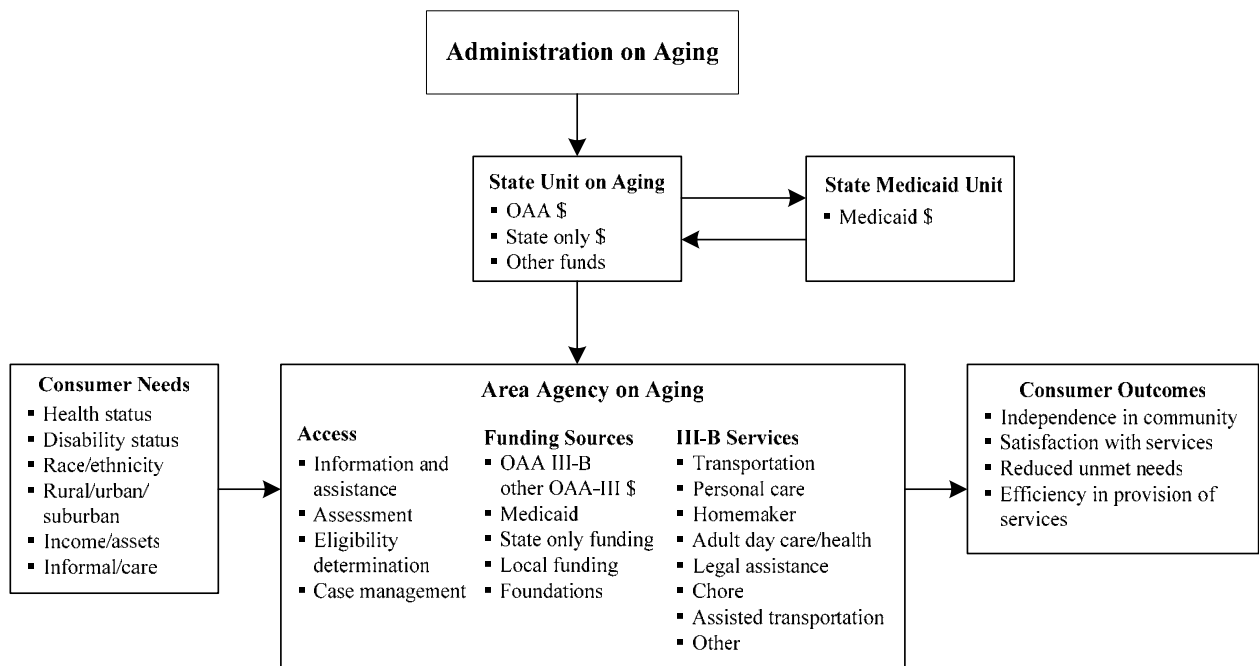 Administration on Aging
State Unit on Aging
▪ OAA $
▪ State only $
▪ Other funds
State Medicaid Unit
▪ Medicaid $
Consumer Needs
▪ Health status
▪ Disability status
▪ Race/ethnicity
▪ Rural/urban/
suburban
▪ Income/assets
▪ Informal/care
Area Agency on Aging
Access
▪ Information and
assistance
▪ Assessment
▪ Eligibility
determination
▪ Case management
Funding Sources
▪ OAA III-B
other OAA-III $
▪ Medicaid
▪ State only funding
▪ Local funding
▪ Foundations
III-B Services
▪ Transportation
▪ Personal care
▪ Homemaker
▪ Adult day care/health
▪ Legal assistance
▪ Chore
▪ Assisted transportation
▪ Other
Consumer Outcomes
▪ Independence in community
▪ Satisfaction with services
▪ Reduced unmet needs
▪ Efficiency in provision of
services